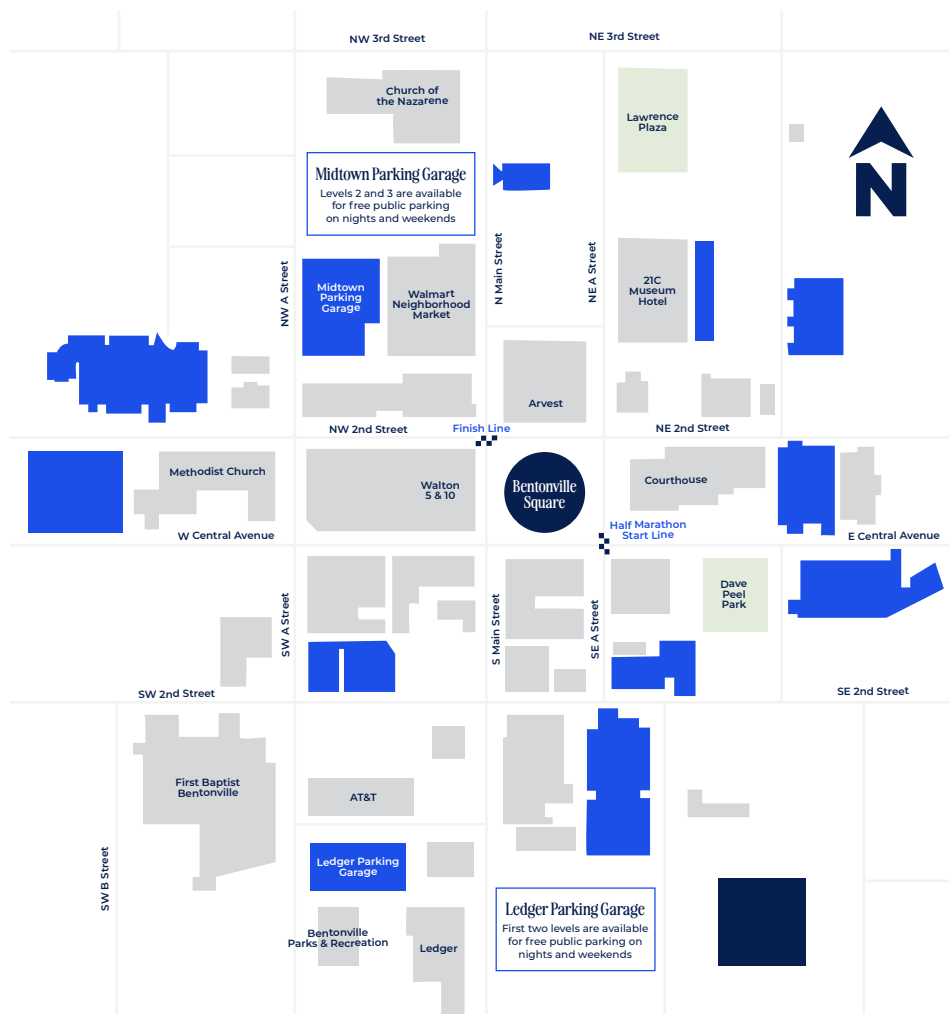 NW 3rd Street
NE 3rd Street
Church of
the Nazarene
Lawrence
Plaza
N
Midtown Parking Garage
Levels 2 and 3 are available
for free public parking
on nights and weekends
NW A Street
N Main Street
NE A Street
Midtown
Parking
Garage
Walmart
Neighborhood
Market
21C
Museum
Hotel
Arvest
NW 2nd Street
Finish Line
NE 2nd Street
Methodist Church
Walton
5 & 10
Bentonville
Square
Courthouse
W Central Avenue
Half Marathon
Start Line
E Central Avenue
SW A Street
S Main Street
SE A Street
Dave
Peel
Park
SW 2nd Street
SE 2nd Street
First Baptist
Bentonville
AT&T
SW B Street
Ledger Parking
Garage
Bentonville
Parks & Recreation
Ledger
Ledger Parking Garage
First two levels are available
for free public parking on
nights and weekends